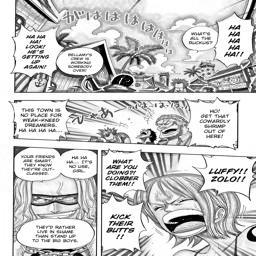 WHAT'S
ALL THE
RUCKUS?
HA
HA
HA
HA
HA!!
BELLAMY'S
CREW IS
WORKING
SOMEBODY
OVER!
HA HA
HA!
LOOK!
HE'S
GETTING
UP
AGAIN!
HO!
GET THAT
COWARDLY
SHRIMP
OUT OF
HERE!
THIS TOWN IS
NO PLACE FOR
WEAK-KNEED
DREAMERS.
HA HA HA HA...
LUFFY!!
ZOLO!!
WHAT ARE
YOU
DOING?!
CLOBBER
THEM!!
KICK
THEIR
BUTTS
!!
HA HA
HA... IT'S
NO USE,
GIRL.
YOUR FRIENDS
ARE SMART.
THEY KNOW
THEY'RE OUT-
CLASSED.
THEY'D RATHER
LIVE IN SHAME
THAN STAND UP
TO THE BIG BOYS.